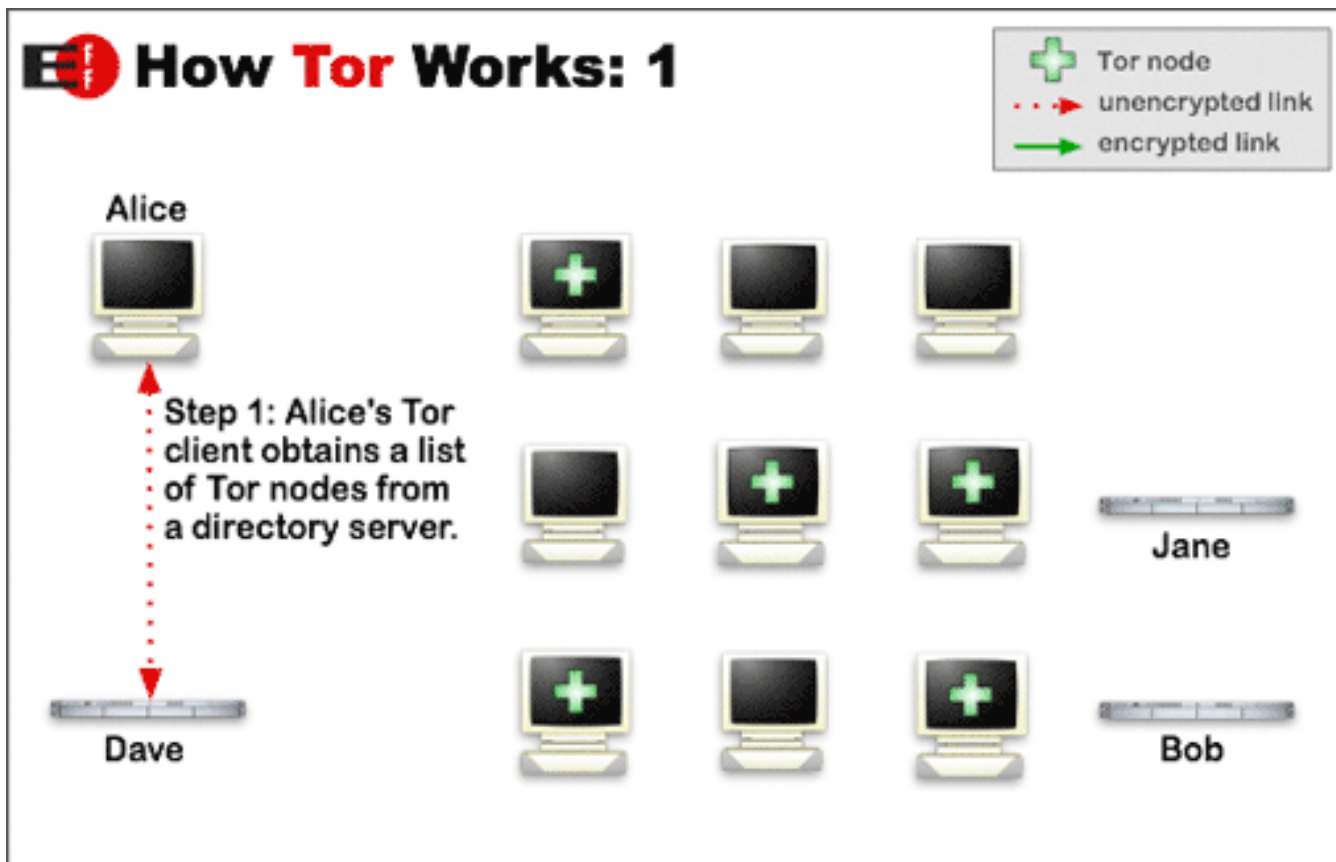 EFF How Tor Works: 1
Tor node
unencrypted link
encrypted link
Alice
Step 1: Alice's Tor
client obtains a list
of Tor nodes from
a directory server.
Jane
Dave
Bob